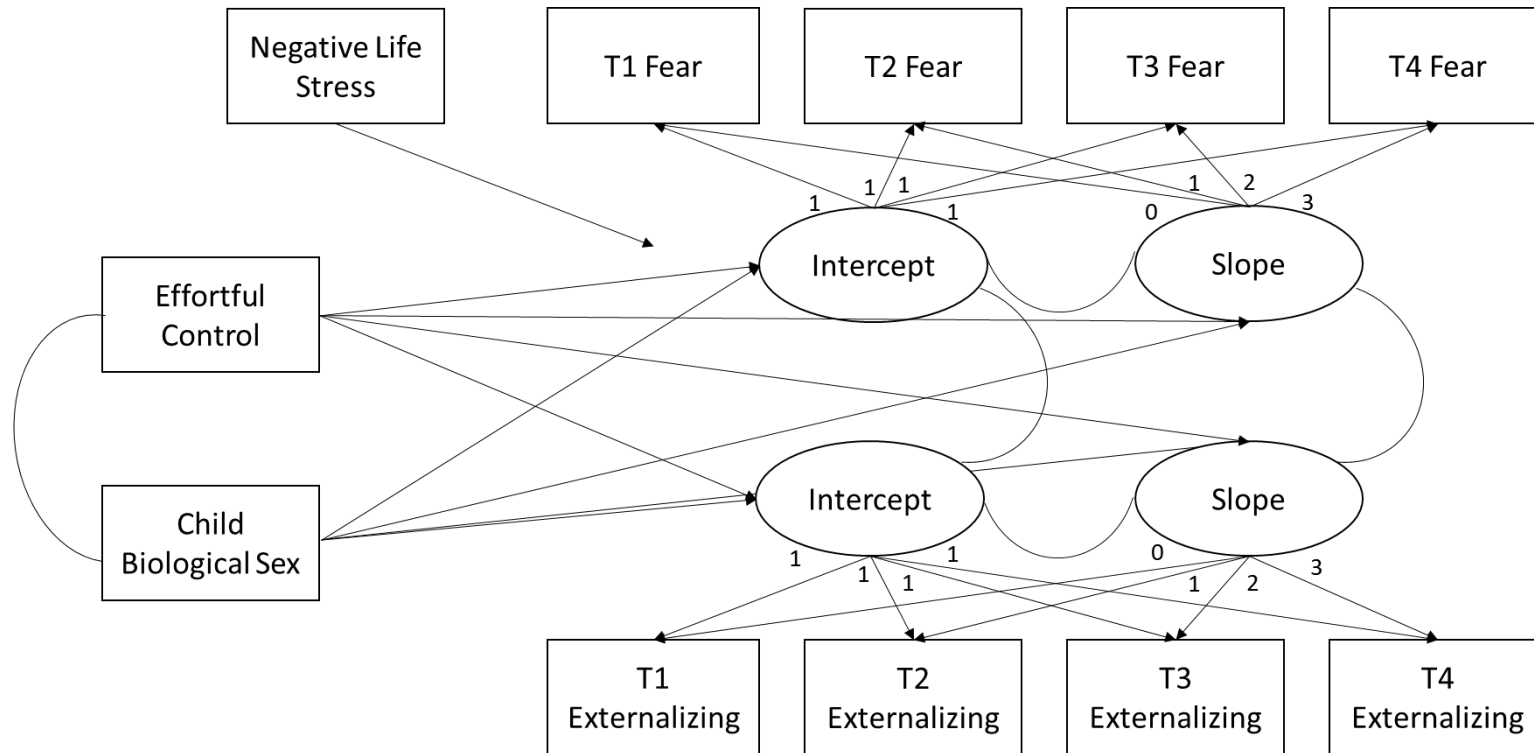 Negative Life
Stress
T1 Fear
T2 Fear
T3 Fear
T4 Fear
1
1
1
1
0
1
2
3
Intercept
Slope
Effortful
Control
Child
Biological Sex
Intercept
Slope
1
1
1
1
0
1
2
3
T1
Externalizing
T2
Externalizing
T3
Externalizing
T4
Externalizing